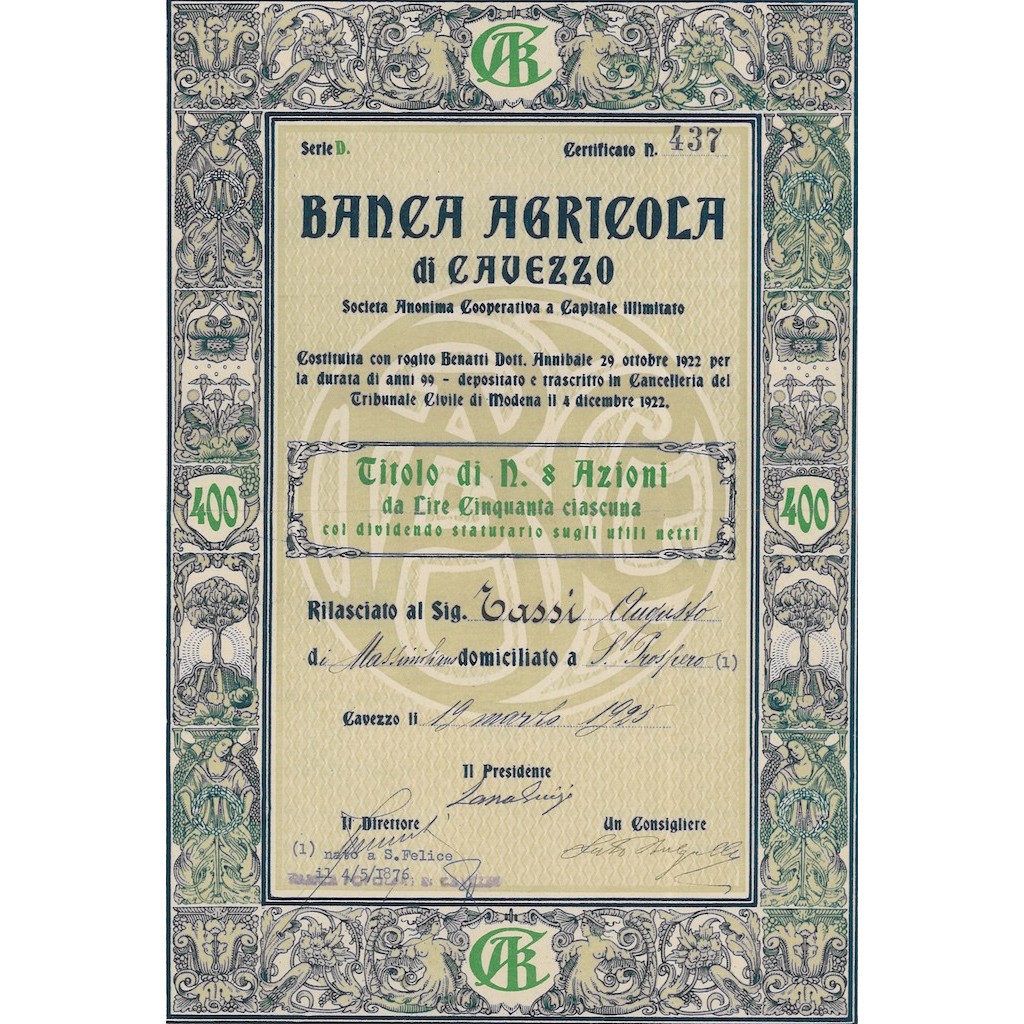 Serie D.
Certificato N. 437
BANCA AGRICOLA
di CAVEZZO
Societa Anonima Cooperativa a Capitale illimitato
Costituita con rogito Benatti Dott. Annibale 29 ottobre 1922 per
la durata di anni 99 - depositato e trascritto in Cancelleria del
Tribunale Civile di Modena il 4 dicembre 1922.
Titolo di N. 8 Azioni
da Lire Cinquanta ciascuna
col dividendo statutario sugli utili netti
400
400
Rilasciato al Sig. Tassi Augusto
di Massimiliano domiciliato a S. Prospero (1)
Cavezzo li 19 marzo 1925
Il Presidente
Zana Luigi
Il Direttore
Un Consigliere
(1) nato a S.Felice
il 4/5/1876